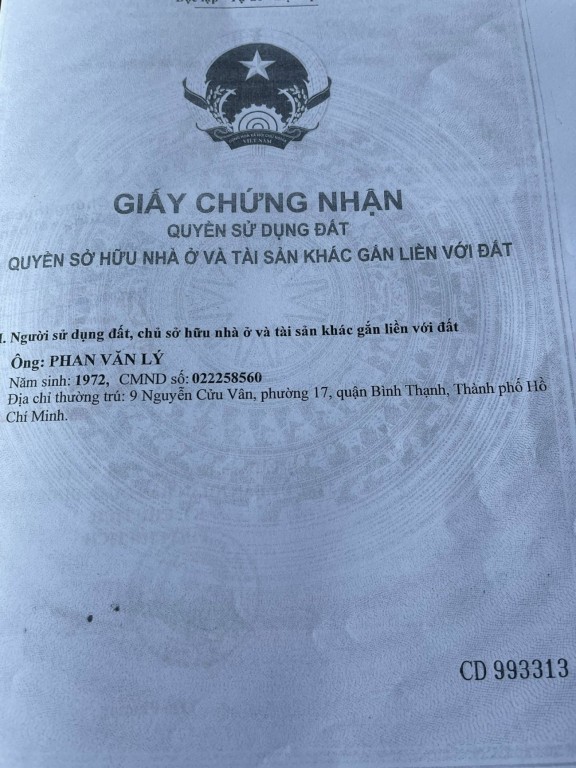 GIẤY CHỨNG NHẬN
QUYỀN SỬ DỤNG ĐẤT
QUYỀN SỞ HỮU NHÀ Ở VÀ TÀI SẢN KHÁC GẮN LIỀN VỚI ĐẤT
I. Người sử dụng đất, chủ sở hữu nhà ở và tài sản khác gắn liền với đất
Ông: PHAN VĂN LÝ
Năm sinh: 1972, CMND số: 022258560
Địa chỉ thường trú: 9 Nguyễn Cửu Vân, phường 17, quận Bình Thạnh, Thành phố Hồ
Chí Minh.
CD 993313